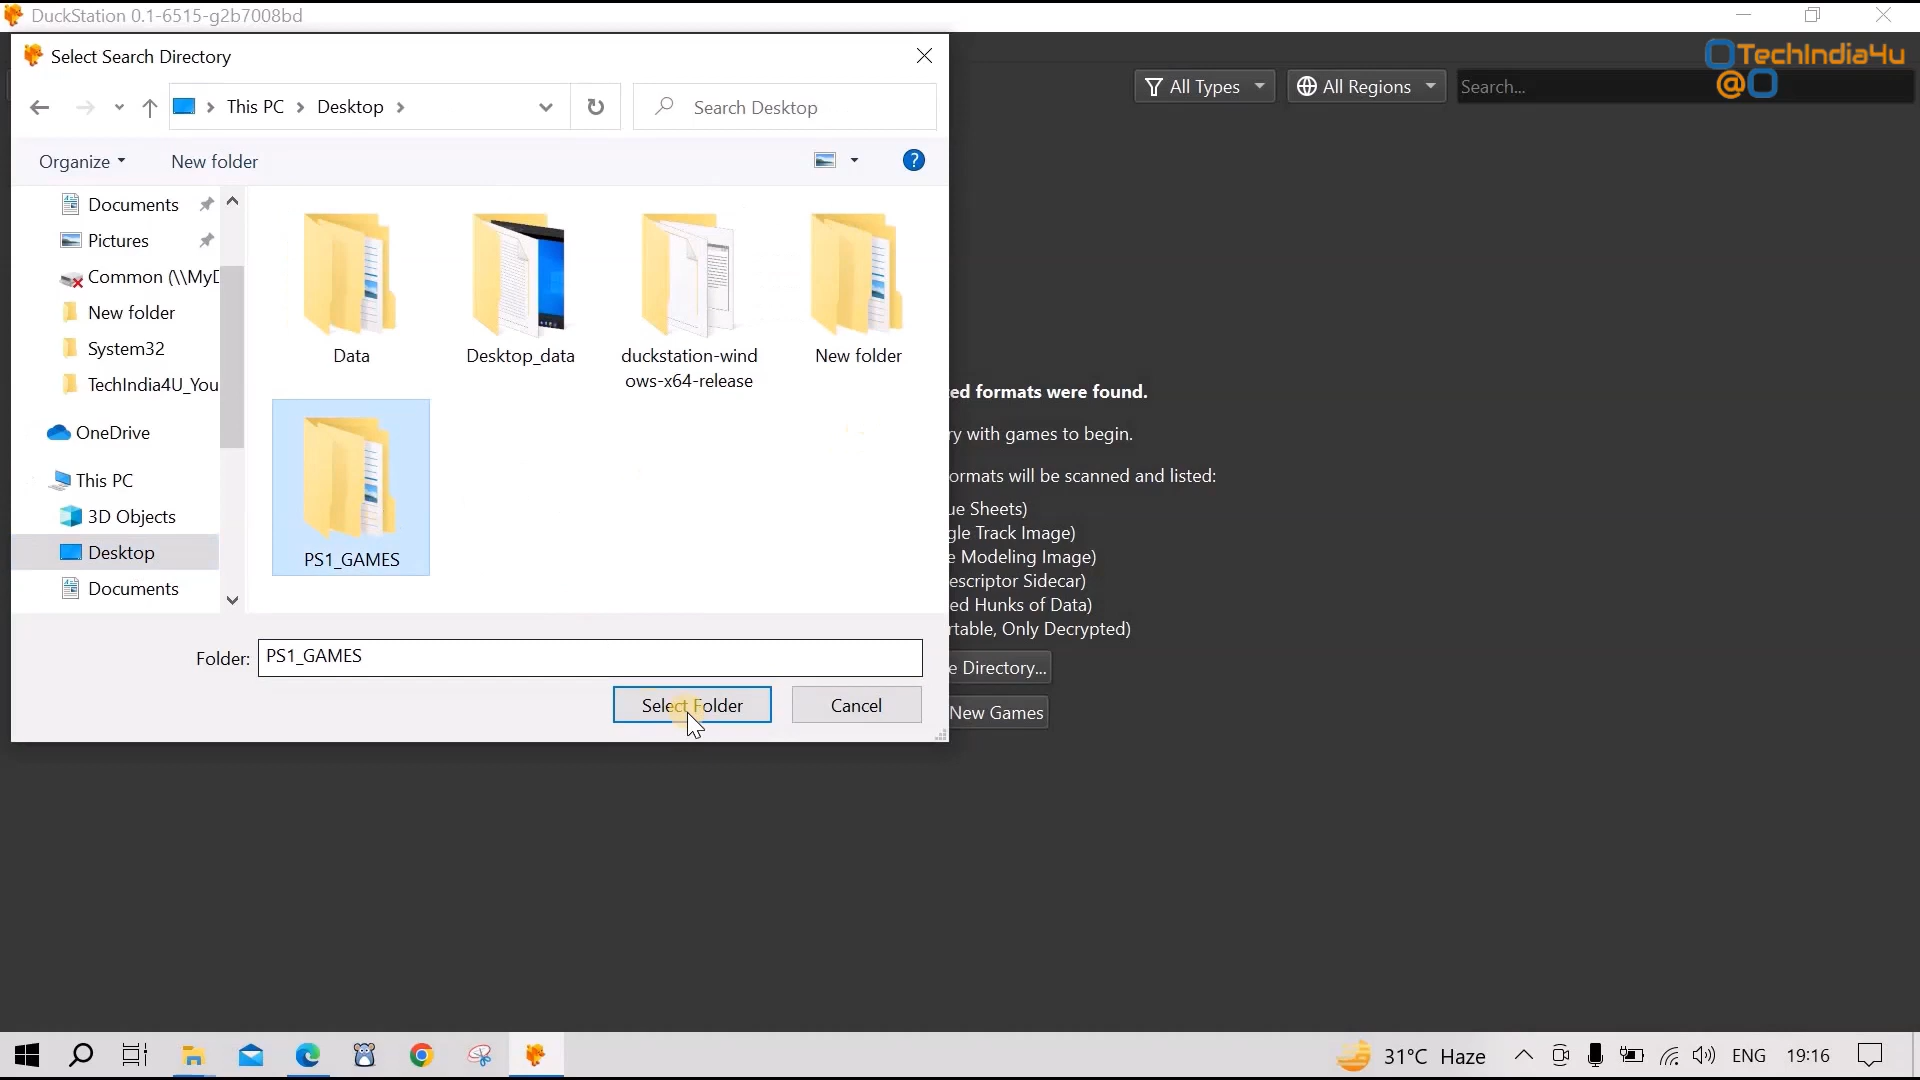 DuckStation 0.1-6515-g2b7008bd
Select Search Directory
This PC
Desktop
Search Desktop
All Types
All Regions
Search...
TechIndia4u
Organize
New folder
Documents
Pictures
Common (\\MyD
New folder
System32
TechIndia4U_You
OneDrive
This PC
3D Objects
Desktop
Documents
Data
Desktop_data
duckstation-wind
ows-x64-release
New folder
PS1_GAMES
ed formats were found.
ry with games to begin.
ormats will be scanned and listed:
ue Sheets)
gle Track Image)
e Modeling Image)
escriptor Sidecar)
ed Hunks of Data)
rtable, Only Decrypted)
e Directory...
New Games
Folder:
PS1_GAMES
Select Folder
Cancel
31°C Haze
ENG
19:16